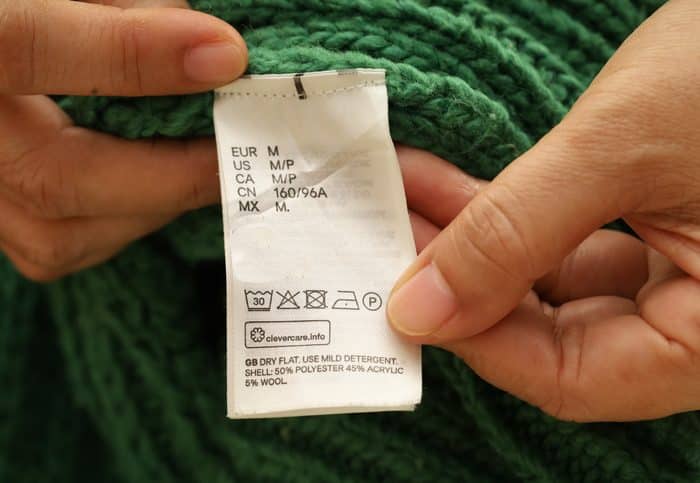 EUR M
US M/P
CA M/P
CN 160/96A
MX M.
30 P
clevercare.info
GB DRY FLAT. USE MILD DETERGENT.
SHELL: 50% POLYESTER 45% ACRYLIC
5% WOOL.